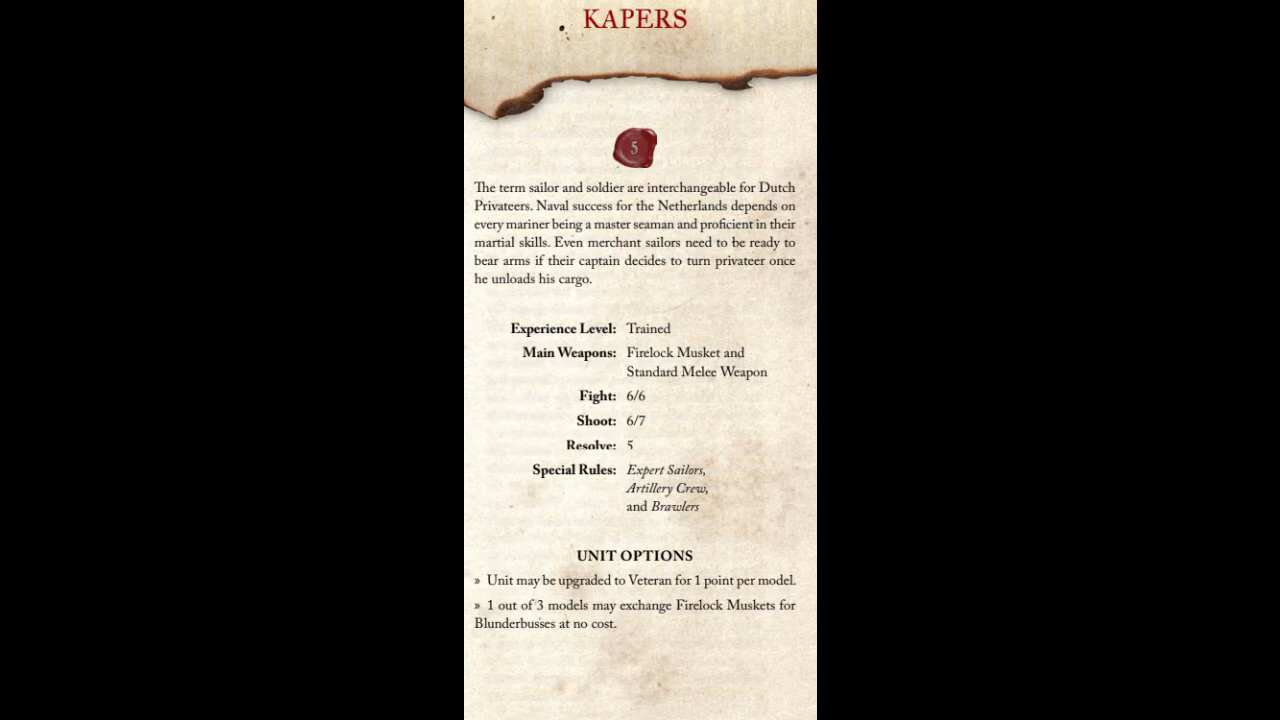 KAPERS
5
The term sailor and soldier are interchangeable for Dutch
Privateers. Naval success for the Netherlands depends on
every mariner being a master seaman and proficient in their
martial skills. Even merchant sailors need to be ready to
bear arms if their captain decides to turn privateer once
he unloads his cargo.
Experience Level: Trained
Main Weapons: Firelock Musket and
Standard Melee Weapon
Fight: 6/6
Shoot: 6/7
Resolve: 5
Special Rules: Expert Sailors,
Artillery Crew,
and Brawlers
UNIT OPTIONS
» Unit may be upgraded to Veteran for 1 point per model.
» 1 out of 3 models may exchange Firelock Muskets for
Blunderbusses at no cost.